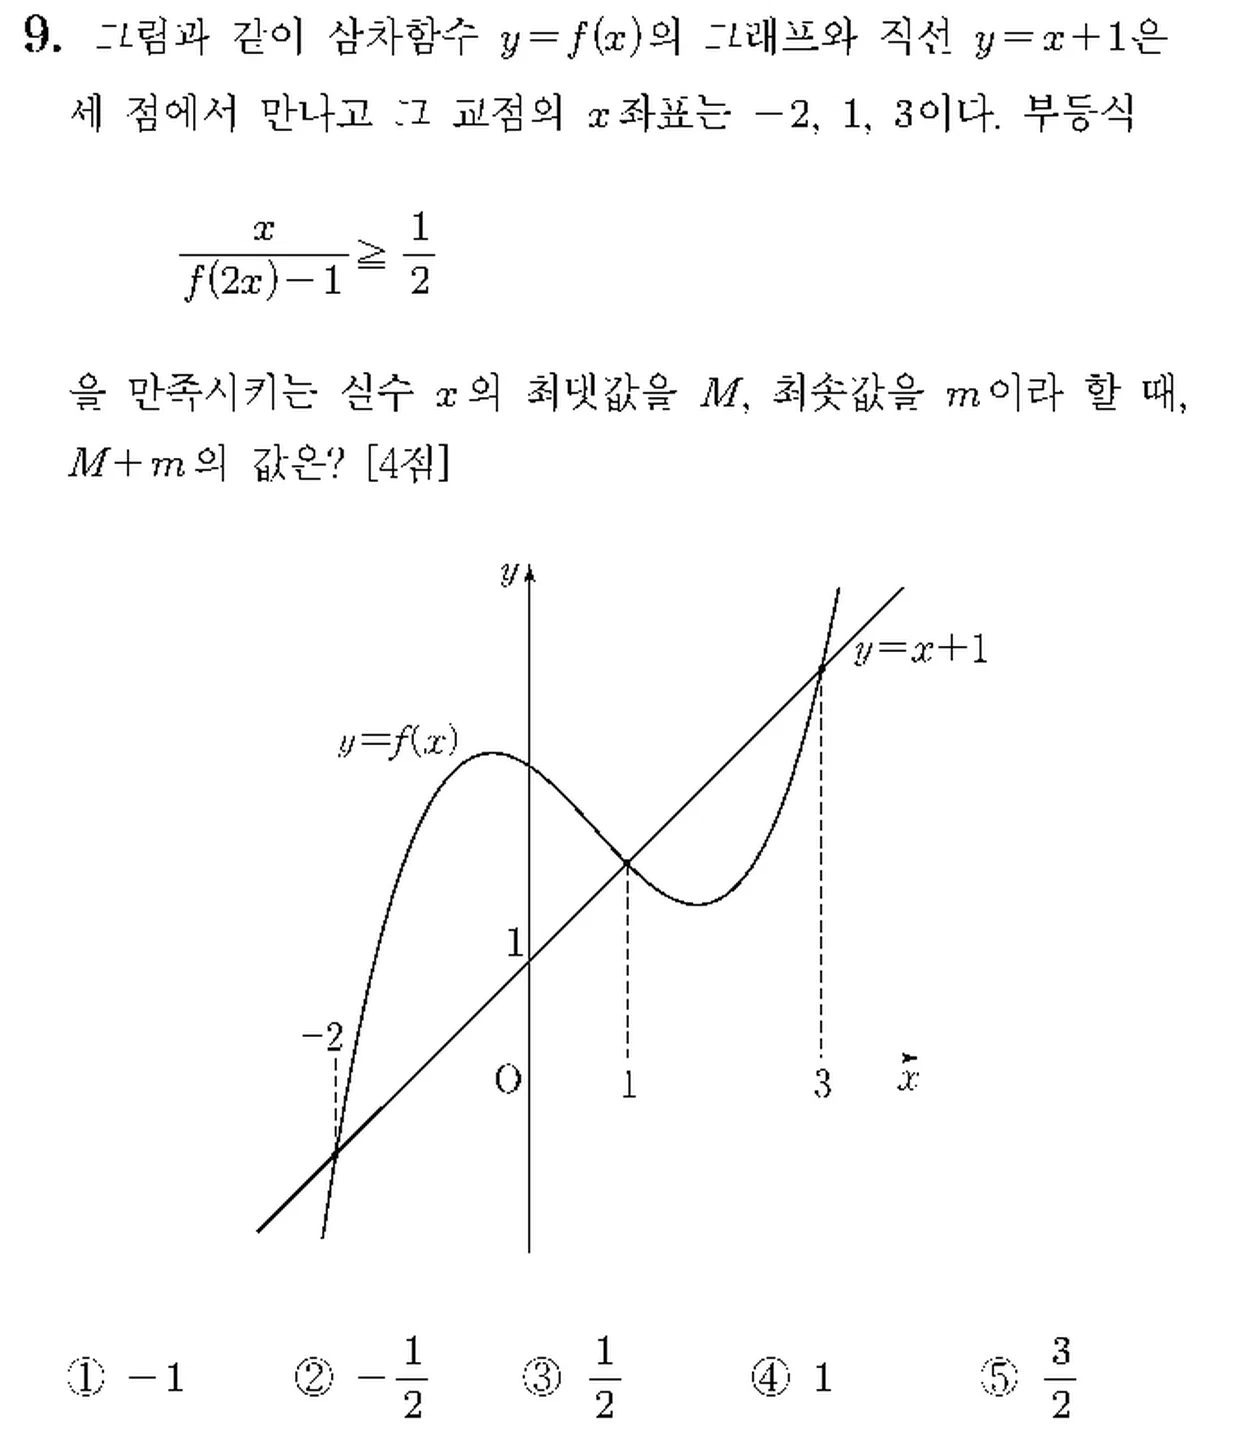 9. 그림과 같이 삼차함수 y=f(x)의 그래프와 직선 y=x+1은
세 점에서 만나고 그 교점의 x좌표는 -2, 1, 3이다. 부등식
x/(f(2x)-1) ≧ 1/2
을 만족시키는 실수 x의 최댓값을 M, 최솟값을 m이라 할 때,
M+m의 값은? [4점]
y
y=x+1
y=f(x)
1
-2
O 1 3 x
① -1 ② -1/2 ③ 1/2 ④ 1 ⑤ 3/2